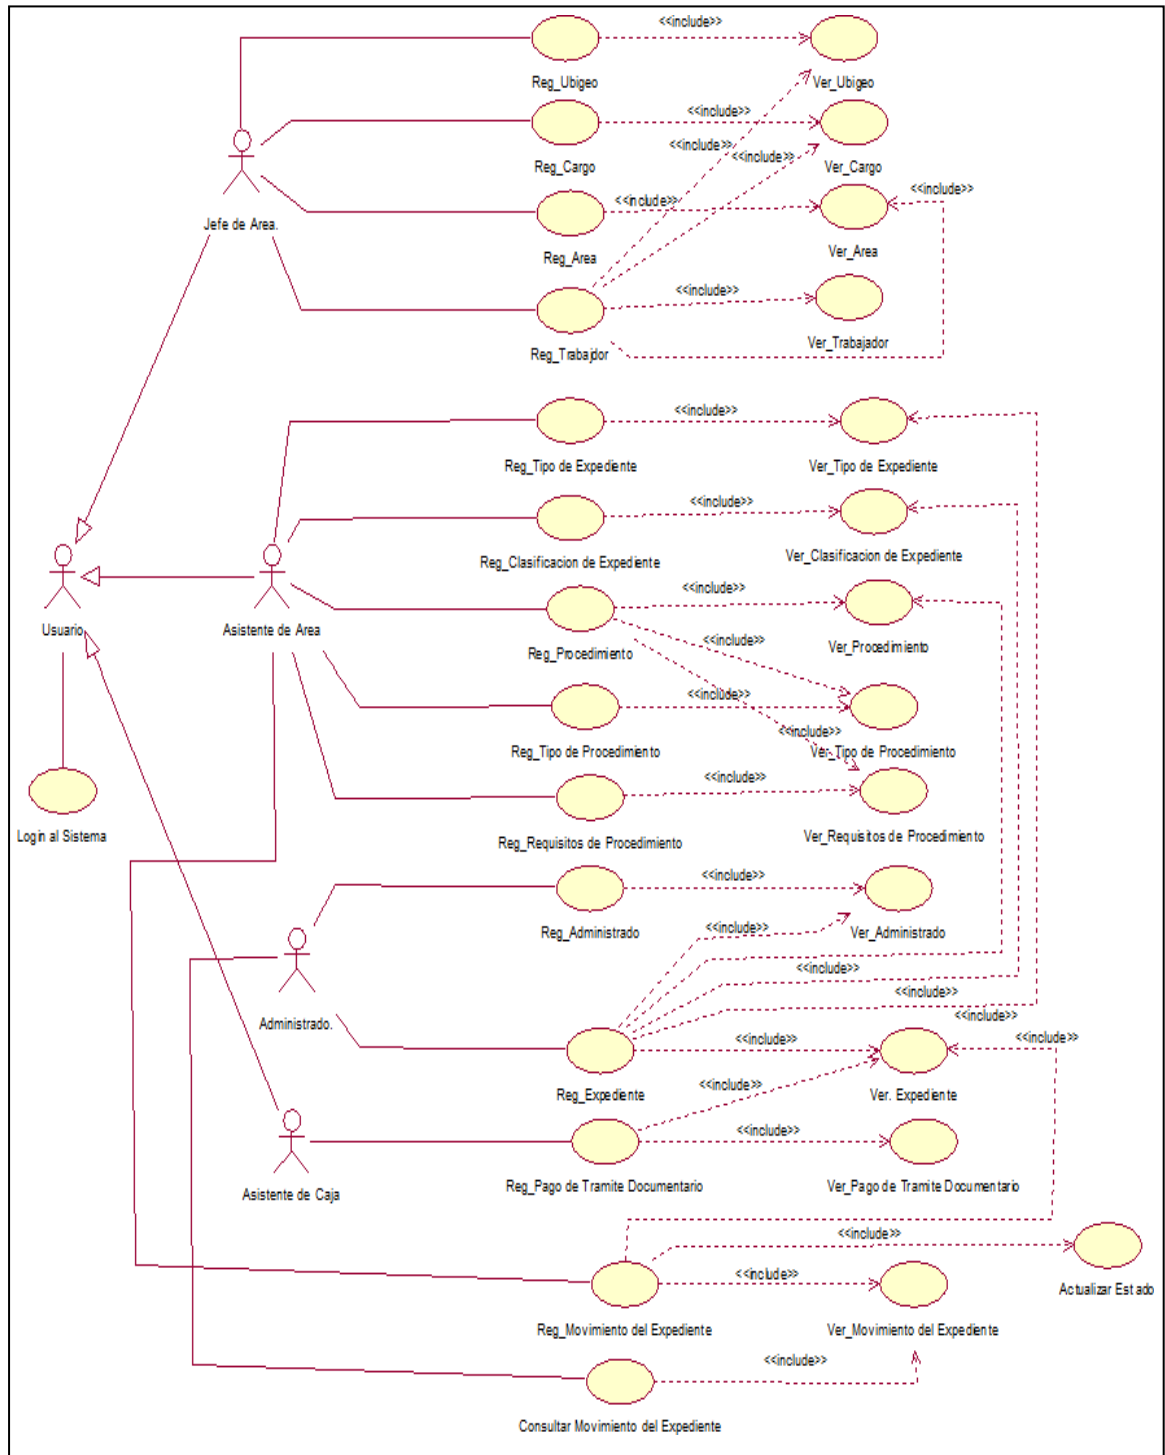 <<include>>
Reg_Ubigeo
Ver_Ubigeo
<<include>>
<<include>>
<<include>>
Reg_Cargo
Ver_Cargo
<<include>>
<<include>>
Jefe de Area.
Reg_Area
Ver_Area
<<include>>
Reg_Trabajdor
Ver_Trabajador
<<include>>
Reg_Tipo de Expediente
Ver_Tipo de Expediente
<<include>>
Reg_Clasificacion de Expediente
Ver_Clasificacion de Expediente
<<include>>
Usuario
Asistente de Area
Reg_Procedimiento
Ver_Procedimiento
<<include>>
<<include>>
<<include>>
Reg_Tipo de Procedimiento
Ver_Tipo de Procedimiento
<<include>>
Login al Sistema
Reg_Requisitos de Procedimiento
Ver_Requisitos de Procedimiento
<<include>>
Reg_Administrado
Ver_Administrado
<<include>>
<<include>>
<<include>>
<<include>>
Administrado.
<<include>>
<<include>>
<<include>>
Reg_Expediente
Ver. Expediente
<<include>>
Asistente de Caja
Reg_Pago de Tramite Documentario
Ver_Pago de Tramite Documentario
<<include>>
<<include>>
Actualizar Estado
Reg_Movimiento del Expediente
Ver_Movimiento del Expediente
<<include>>
Consultar Movimiento del Expediente